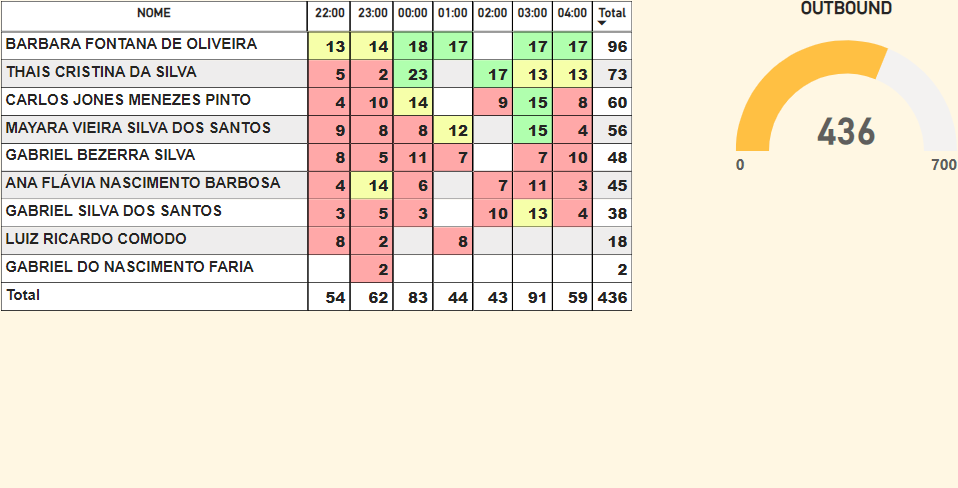 NOME 22:00 23:00 00:00 01:00 02:00 03:00 04:00 Total
BARBARA FONTANA DE OLIVEIRA 13 14 18 17 17 17 96
THAIS CRISTINA DA SILVA 5 2 23 17 13 13 73
CARLOS JONES MENEZES PINTO 4 10 14 9 15 8 60
MAYARA VIEIRA SILVA DOS SANTOS 9 8 8 12 15 4 56
GABRIEL BEZERRA SILVA 8 5 11 7 7 10 48
ANA FLÁVIA NASCIMENTO BARBOSA 4 14 6 7 11 3 45
GABRIEL SILVA DOS SANTOS 3 5 3 10 13 4 38
LUIZ RICARDO COMODO 8 2 8 18
GABRIEL DO NASCIMENTO FARIA 2 2
Total 54 62 83 44 43 91 59 436
OUTBOUND
436
0 700